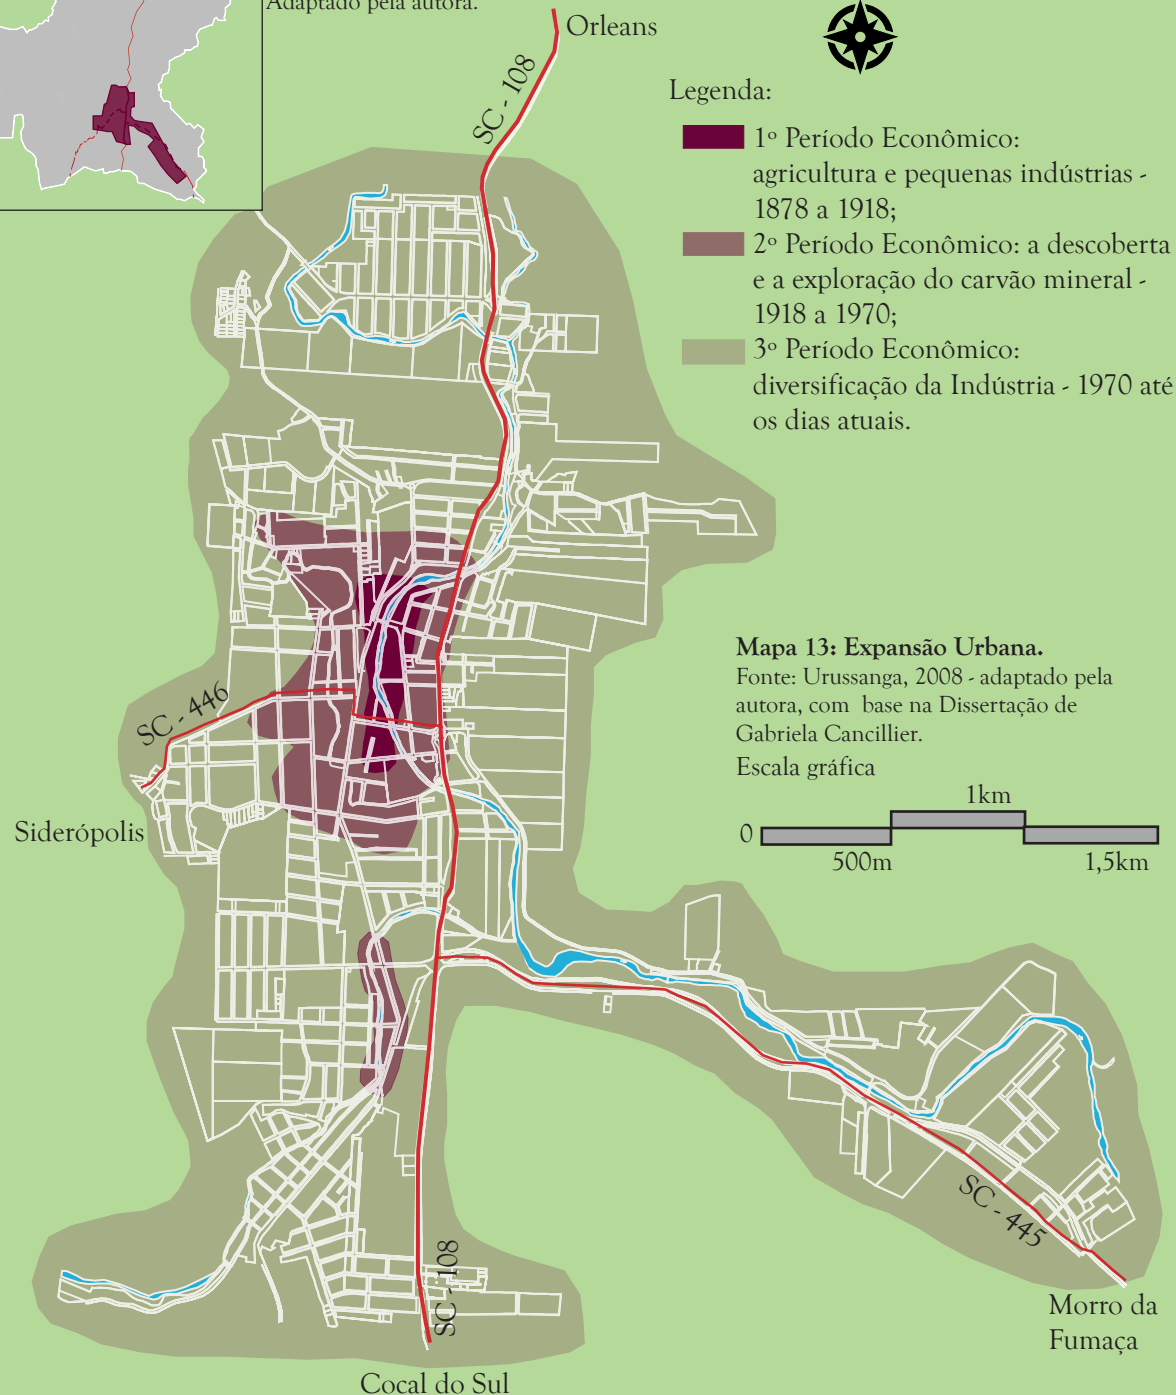 Adaptado pela autora.
Orleans
SC - 108
Legenda:
1º Período Econômico:
agricultura e pequenas indústrias -
1878 a 1918;
2º Período Econômico: a descoberta
e a exploração do carvão mineral -
1918 a 1970;
3º Período Econômico:
diversificação da Indústria - 1970 até
os dias atuais.
Mapa 13: Expansão Urbana.
Fonte: Urussanga, 2008 - adaptado pela
autora, com base na Dissertação de
Gabriela Cancillier.
Escala gráfica
1km
0
500m
1,5km
SC - 446
Siderópolis
SC - 445
SC - 108
Morro da
Fumaça
Cocal do Sul